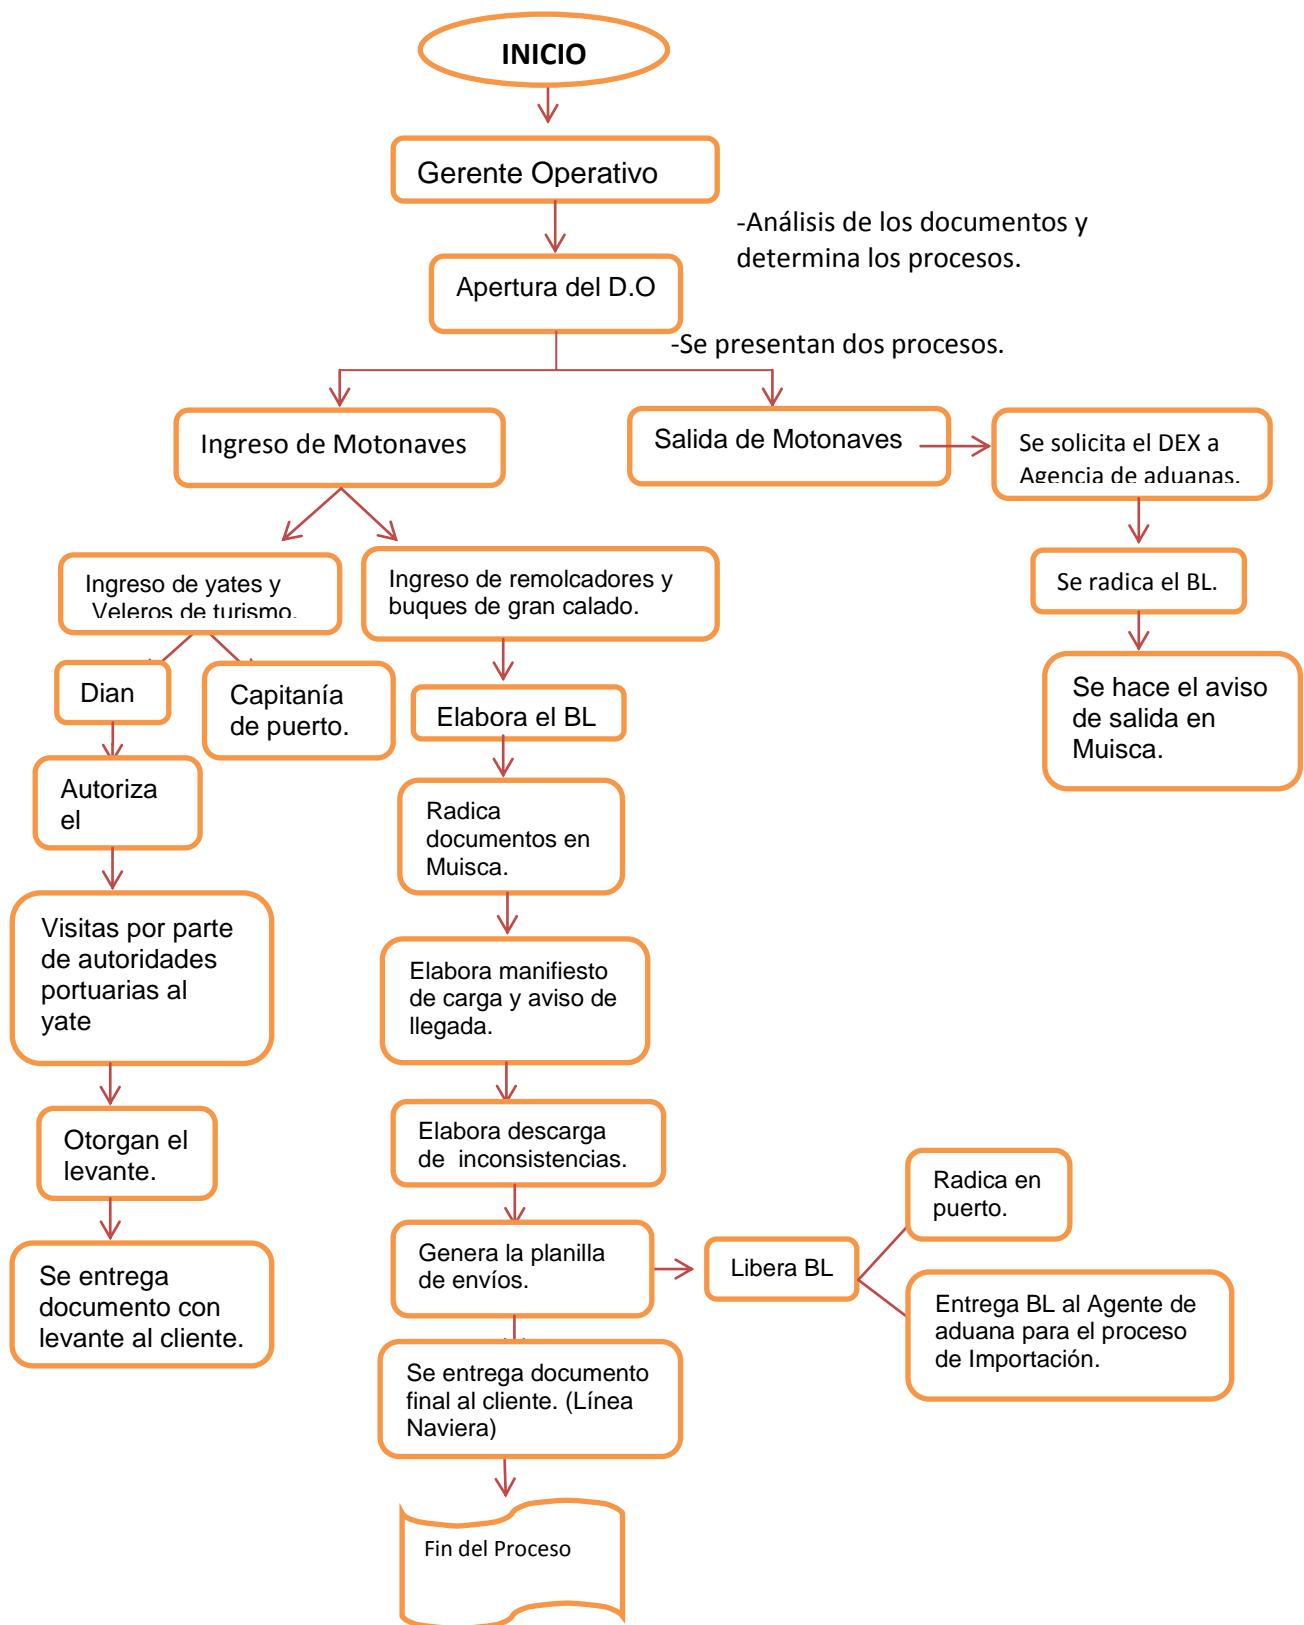 INICIO
Gerente Operativo
-Análisis de los documentos y
determina los procesos.
Apertura del D.O
-Se presentan dos procesos.
Ingreso de Motonaves
Salida de Motonaves
Se solicita el DEX a
Agencia de aduanas.
Ingreso de yates y
Veleros de turismo.
Ingreso de remolcadores y
buques de gran calado.
Se radica el BL.
Dian
Capitanía
de puerto.
Elabora el BL
Se hace el aviso
de salida en
Muisca.
Autoriza
el
Radica
documentos en
Muisca.
Visitas por parte
de autoridades
portuarias al
yate
Elabora manifiesto
de carga y aviso de
llegada.
Otorgan el
levante.
Elabora descarga
de inconsistencias.
Radica en
puerto.
Genera la planilla
de envíos.
Libera BL
Se entrega
documento con
levante al cliente.
Entrega BL al Agente de
aduana para el proceso
de Importación.
Se entrega documento
final al cliente. (Línea
Naviera)
Fin del Proceso